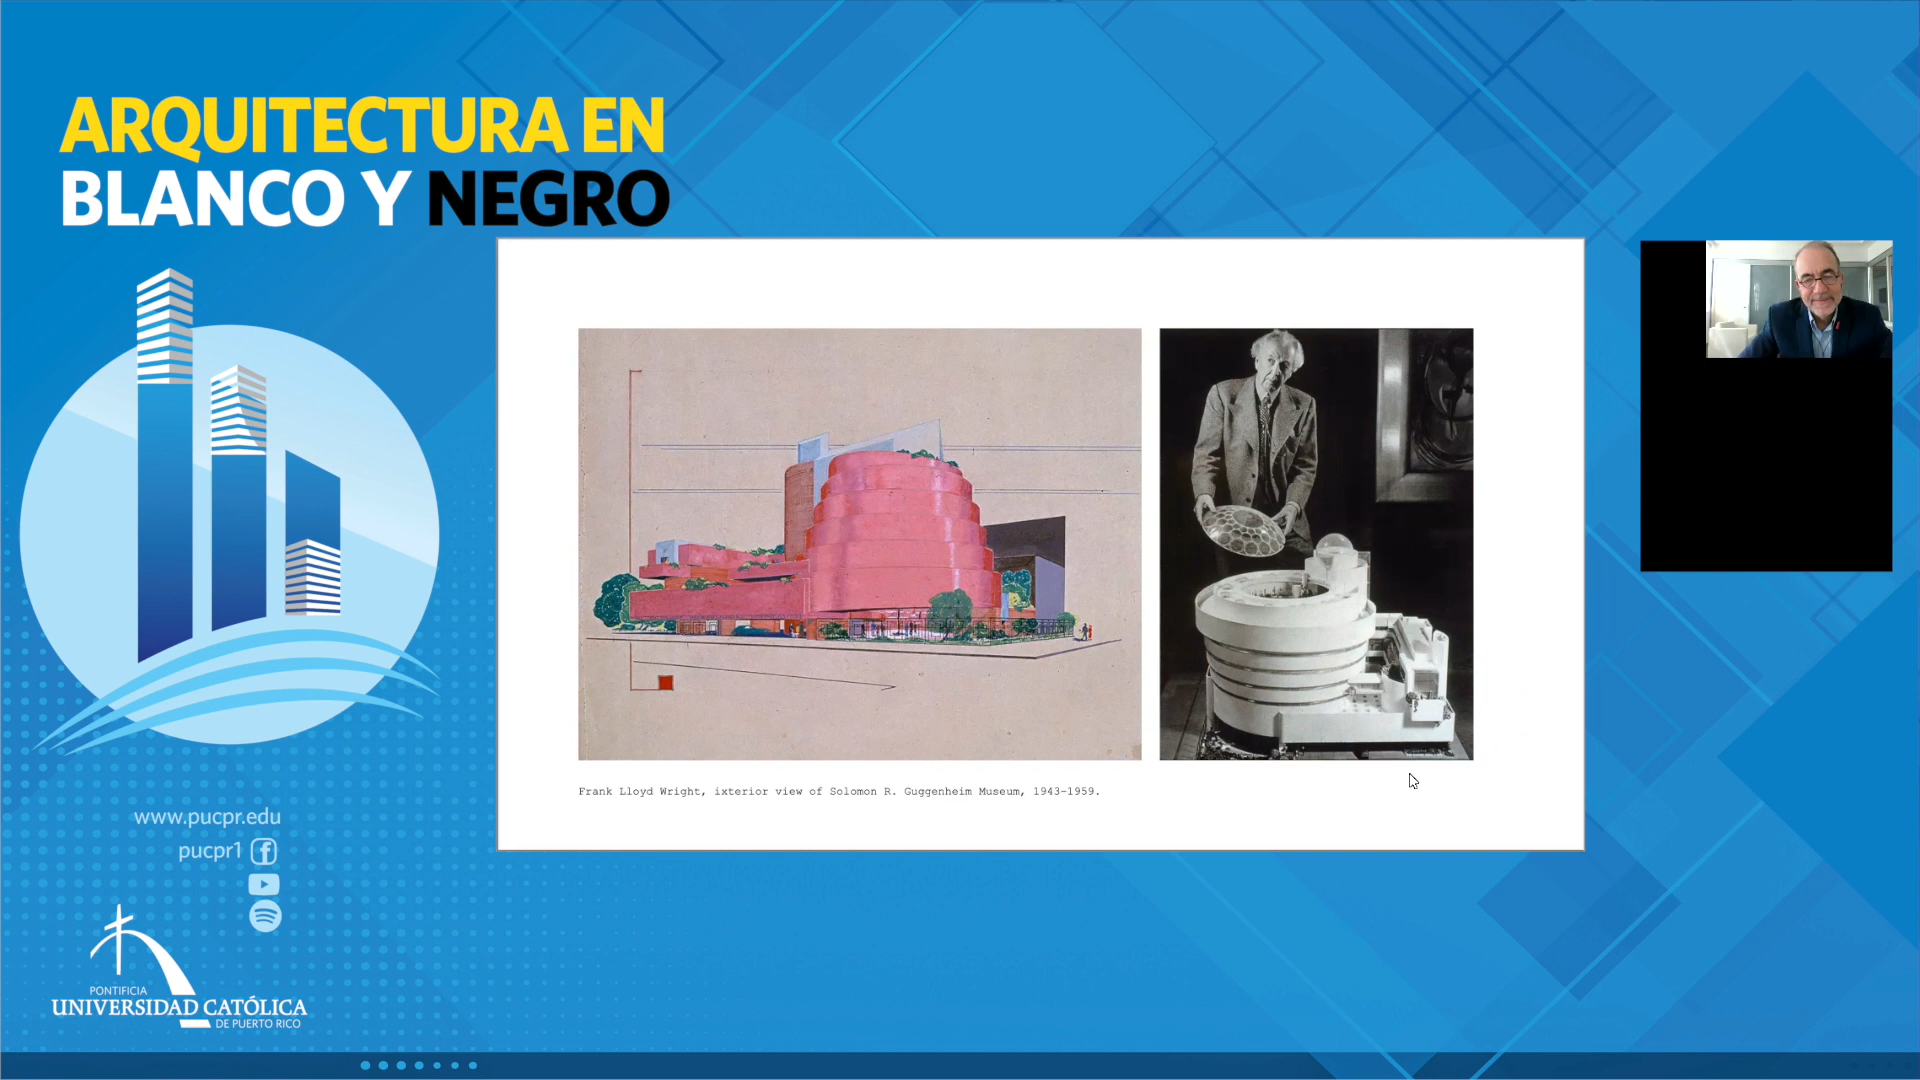 ARQUITECTURA EN
BLANCO Y NEGRO
Frank Lloyd Wright, ixterior view of Solomon R. Guggenheim Museum, 1943-1959.
www.pucpr.edu
pucpr1
PONTIFICIA
UNIVERSIDAD CATÓLICA
DE PUERTO RICO